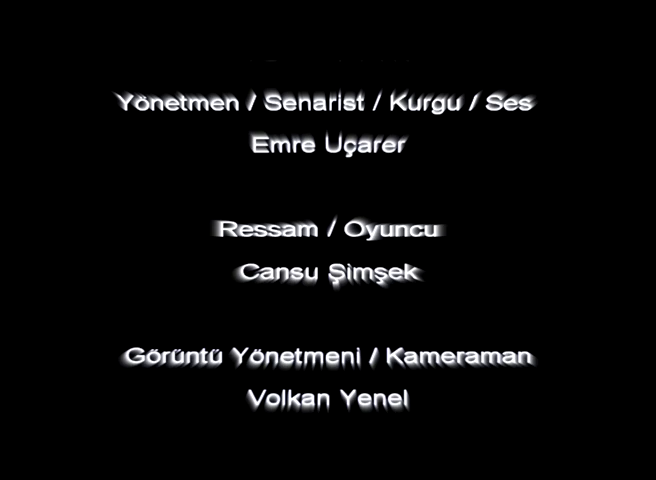 Yönetmen / Senarist / Kurgu / Ses
Emre Uçarer
Ressam / Oyuncu
Cansu Şimşek
Görüntü Yönetmeni / Kameraman
Volkan Yenel